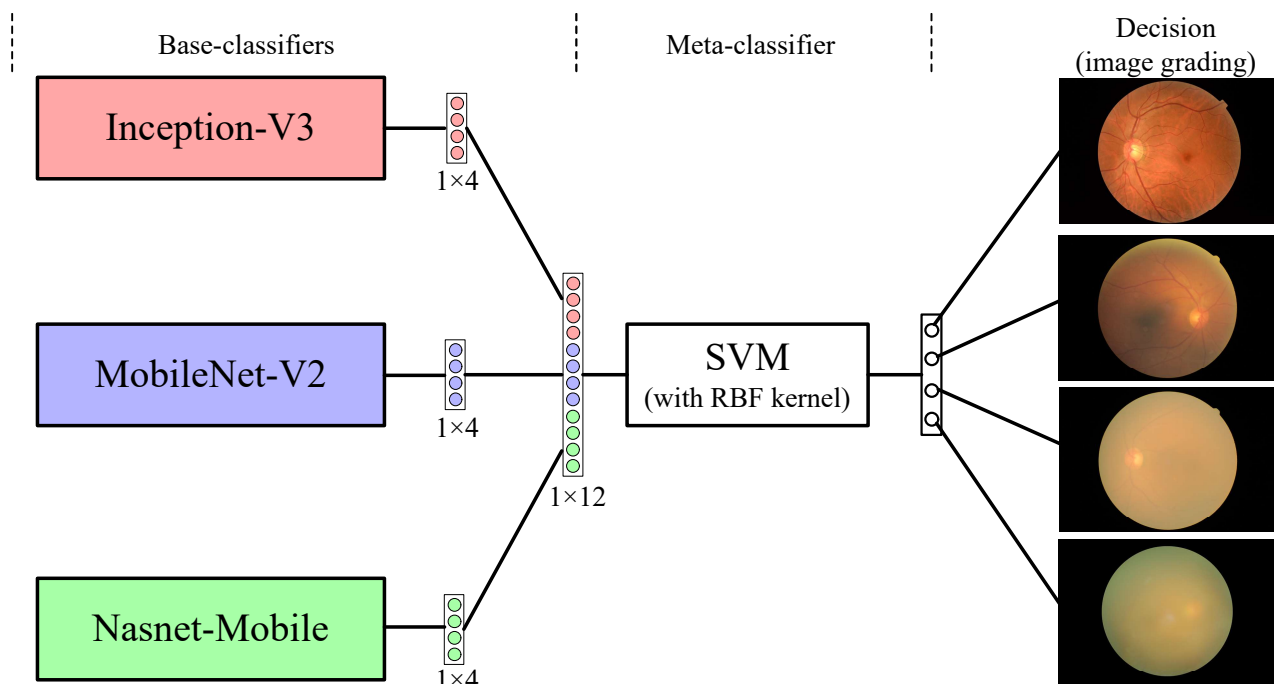 Base-classifiers
Meta-classifier
Decision
(image grading)
Inception-V3
1×4
MobileNet-V2
1×4
1×12
SVM
(with RBF kernel)
Nasnet-Mobile
1×4